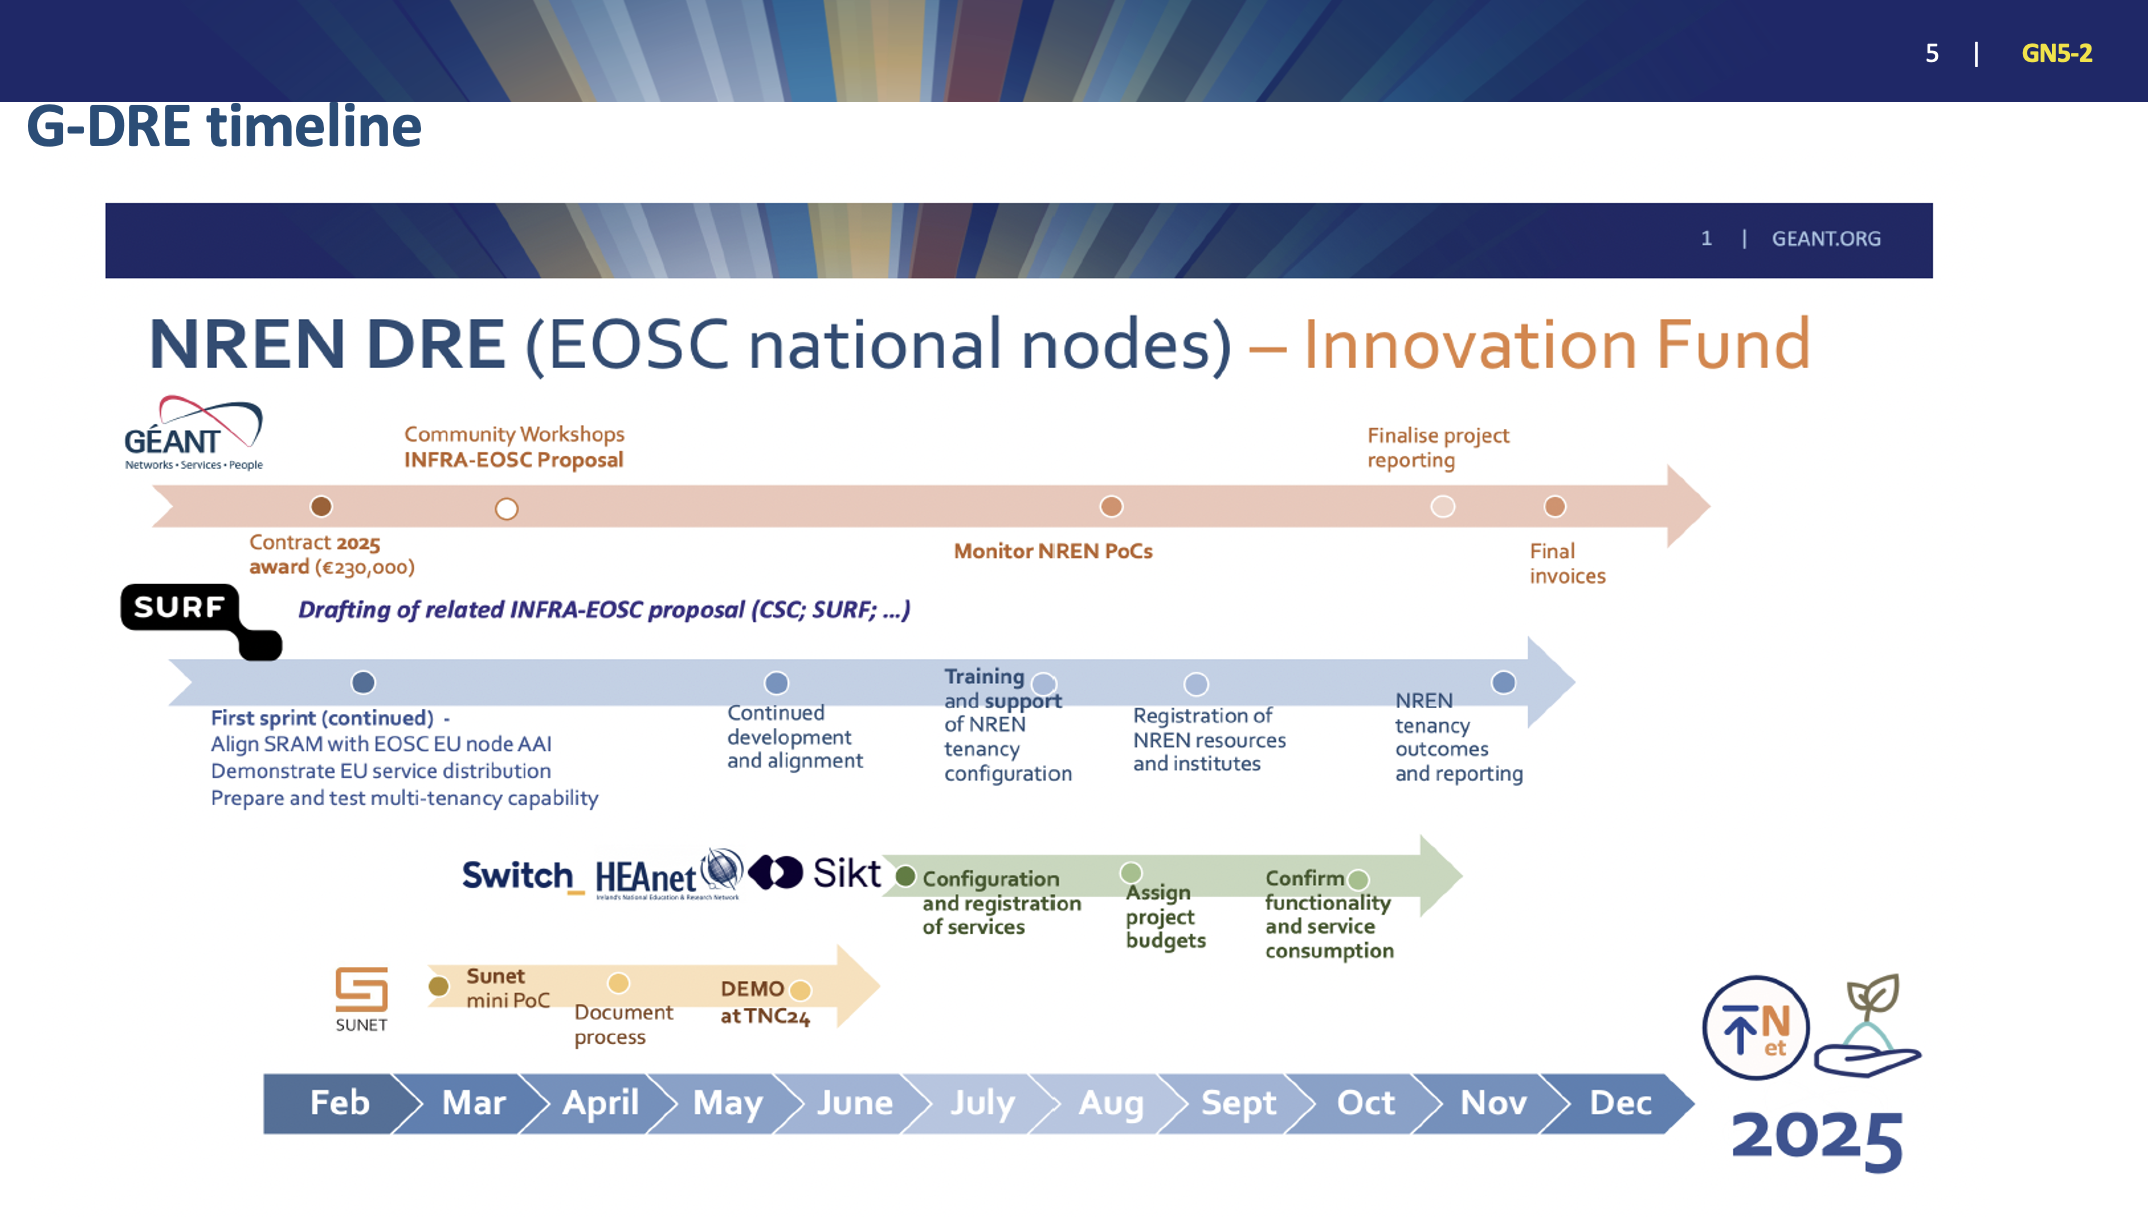 5 | GN5-2
G-DRE timeline
1 | GEANT.ORG
NREN DRE (EOSC national nodes) – Innovation Fund
GÉANT
Networks • Services • People
Community Workshops
INFRA-EOSC Proposal
Finalise project
reporting
Contract 2025
award (€230,000)
Monitor NREN PoCs
Final
invoices
SURF
Drafting of related INFRA-EOSC proposal (CSC; SURF; ...)
First sprint (continued) -
Align SRAM with EOSC EU node AAI
Demonstrate EU service distribution
Prepare and test multi-tenancy capability
Continued
development
and alignment
Training
and support
of NREN
tenancy
configuration
Registration of
NREN resources
and institutes
NREN
tenancy
outcomes
and reporting
Switch_
HEAnet
Ireland's National Education & Research Network
Sikt
Configuration
and registration
of services
Assign
project
budgets
Confirm
functionality
and service
consumption
SUNET
Sunet
mini PoC
Document
process
DEMO
at TNC24
N
et
Feb Mar April May June July Aug Sept Oct Nov Dec
2025